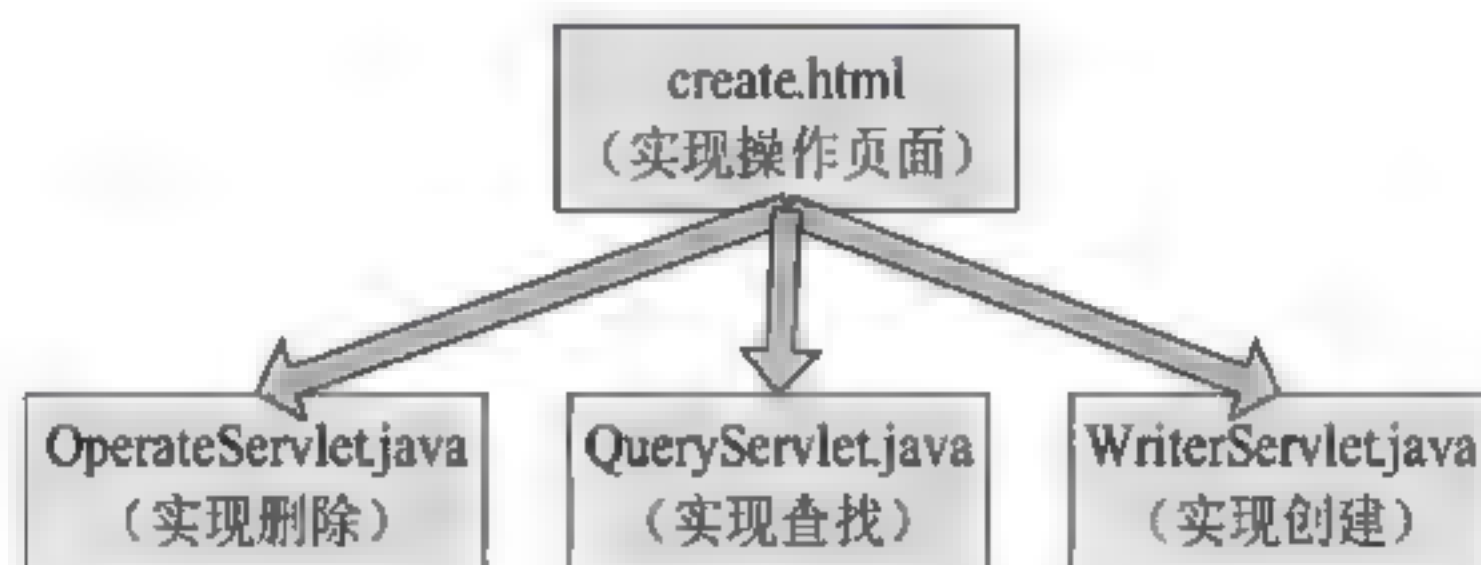 create.html
（实现操作页面）
OperateServlet.java
（实现删除）
QueryServlet.java
（实现查找）
WriterServlet.java
（实现创建）